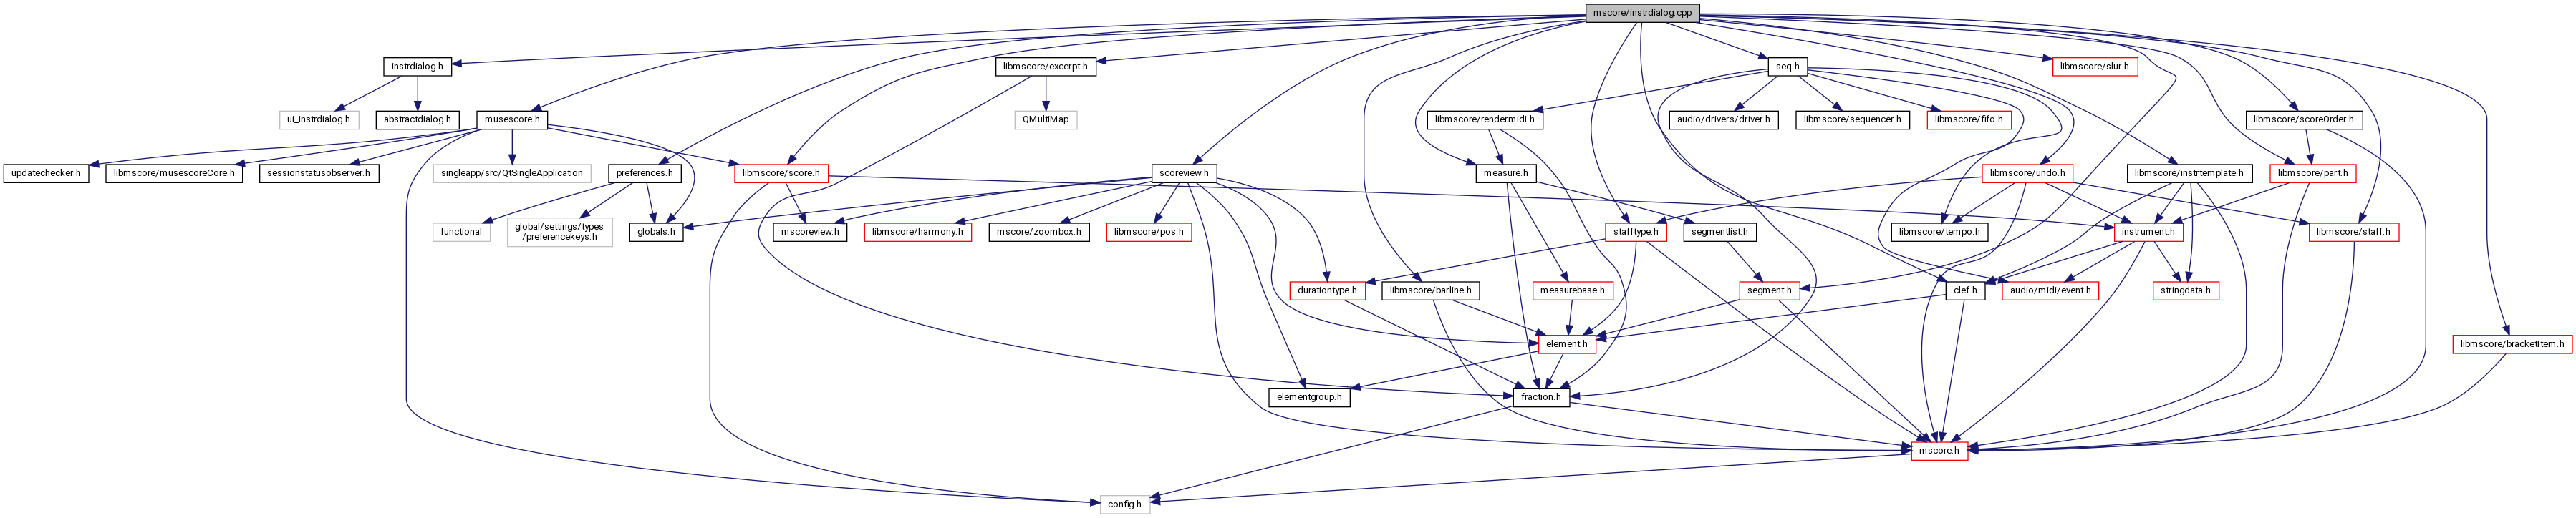 mscore/instrdialog.cpp
instrdialog.h
libmscore/excerpt.h
seq.h
libmscore/slur.h
ui_instrdialog.h
abstractdialog.h
musescore.h
QMultiMap
libmscore/rendermidi.h
audio/drivers/driver.h
libmscore/sequencer.h
libmscore/fifo.h
libmscore/scoreOrder.h
updatechecker.h
libmscore/musescoreCore.h
sessionstatusobserver.h
singleapp/src/QtSingleApplication
preferences.h
libmscore/score.h
scoreview.h
measure.h
libmscore/undo.h
libmscore/instrtemplate.h
libmscore/part.h
functional
global/settings/types
/preferencekeys.h
globals.h
mscoreview.h
libmscore/harmony.h
mscore/zoombox.h
libmscore/pos.h
stafftype.h
segmentlist.h
libmscore/tempo.h
instrument.h
libmscore/staff.h
durationtype.h
libmscore/barline.h
measurebase.h
segment.h
clef.h
audio/midi/event.h
stringdata.h
element.h
libmscore/bracketItem.h
elementgroup.h
fraction.h
mscore.h
config.h